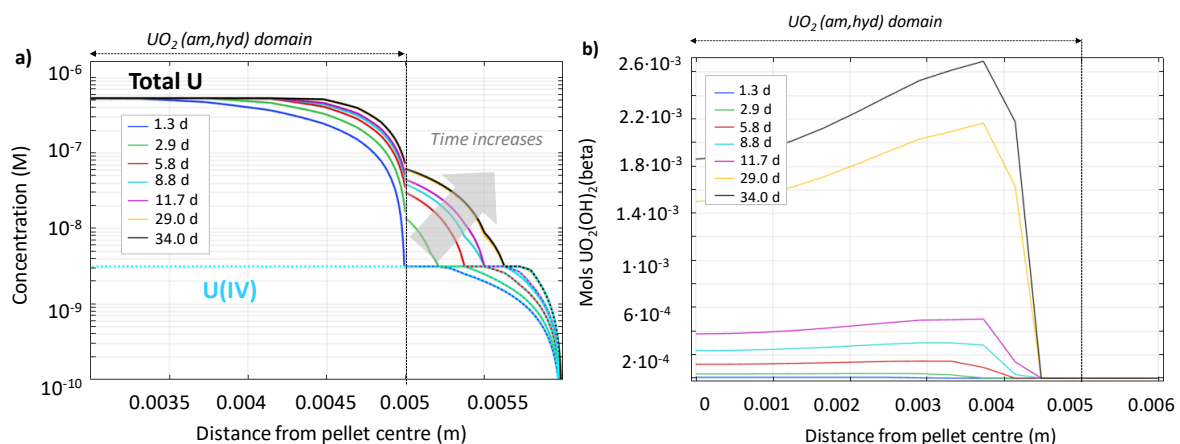 UO₂(am,hyd) domain
a)
Total U
1.3 d
2.9 d
5.8 d
8.8 d
11.7 d
29.0 d
34.0 d
Time increases
U(IV)
Concentration (M)
10⁻⁶
10⁻⁷
10⁻⁸
10⁻⁹
10⁻¹⁰
0.0035 0.004 0.0045 0.005 0.0055
Distance from pellet centre (m)
UO₂(am,hyd) domain
b)
1.3 d
2.9 d
5.8 d
8.8 d
11.7 d
29.0 d
34.0 d
Mols UO₂(OH)₂(beta)
2.6·10⁻³
2.2·10⁻³
1.8·10⁻³
1.4·10⁻³
1·10⁻³
6·10⁻⁴
2·10⁻⁴
0 0.001 0.002 0.003 0.004 0.005 0.006
Distance from pellet centre (m)